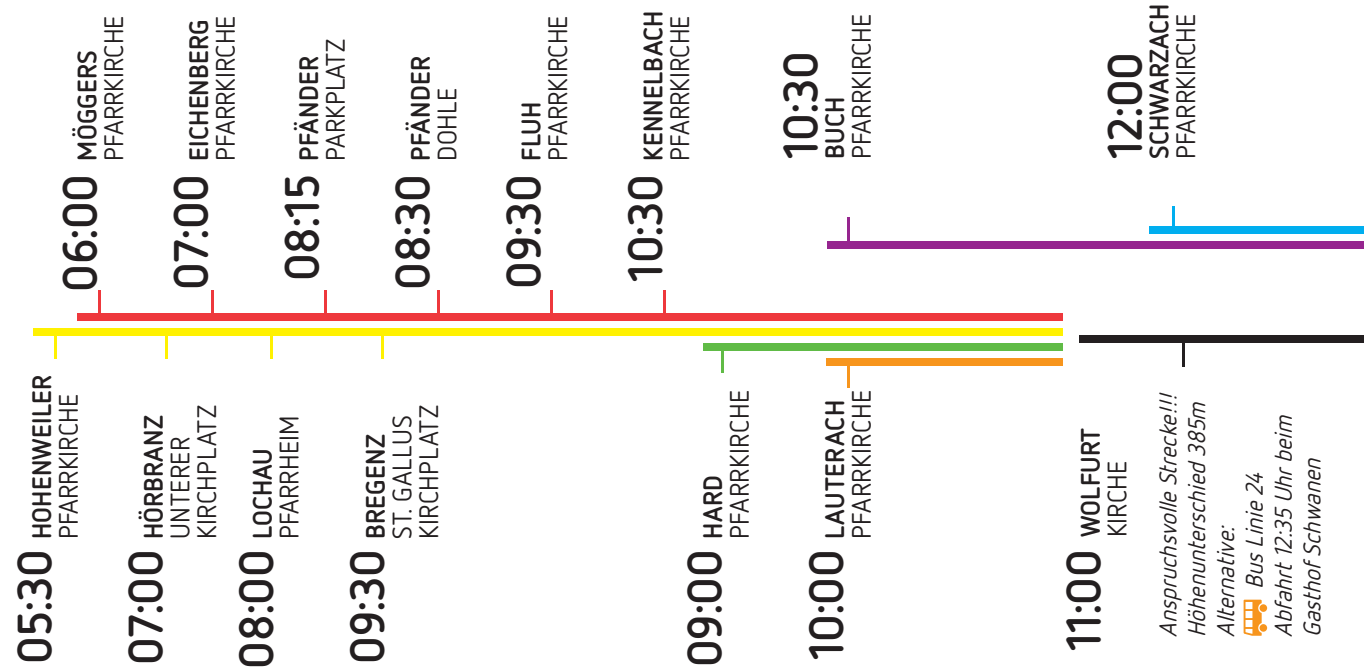 06:00 MÖGGERS
PFARRKIRCHE
07:00 EICHENBERG
PFARRKIRCHE
08:15 PFÄNDER
PARKPLATZ
08:30 PFÄNDER
DOHLE
09:30 FLUH
PFARRKIRCHE
10:30 KENNELBACH
PFARRKIRCHE
10:30
BUCH
PFARRKIRCHE
12:00
SCHWARZACH
PFARRKIRCHE
05:30 HOHENWEILER
PFARRKIRCHE
07:00 HÖRBRANZ
UNTERER
KIRCHPLATZ
08:00 LOCHAU
PFARRHEIM
09:30 BREGENZ
ST. GALLUS
KIRCHPLATZ
09:00 HARD
PFARRKIRCHE
10:00 LAUTERACH
PFARRKIRCHE
11:00 WOLFURT
KIRCHE
Anspruchsvolle Strecke!!!
Höhenunterschied 385m
Alternative:
Bus Linie 24
Abfahrt 12:35 Uhr beim
Gasthof Schwanen